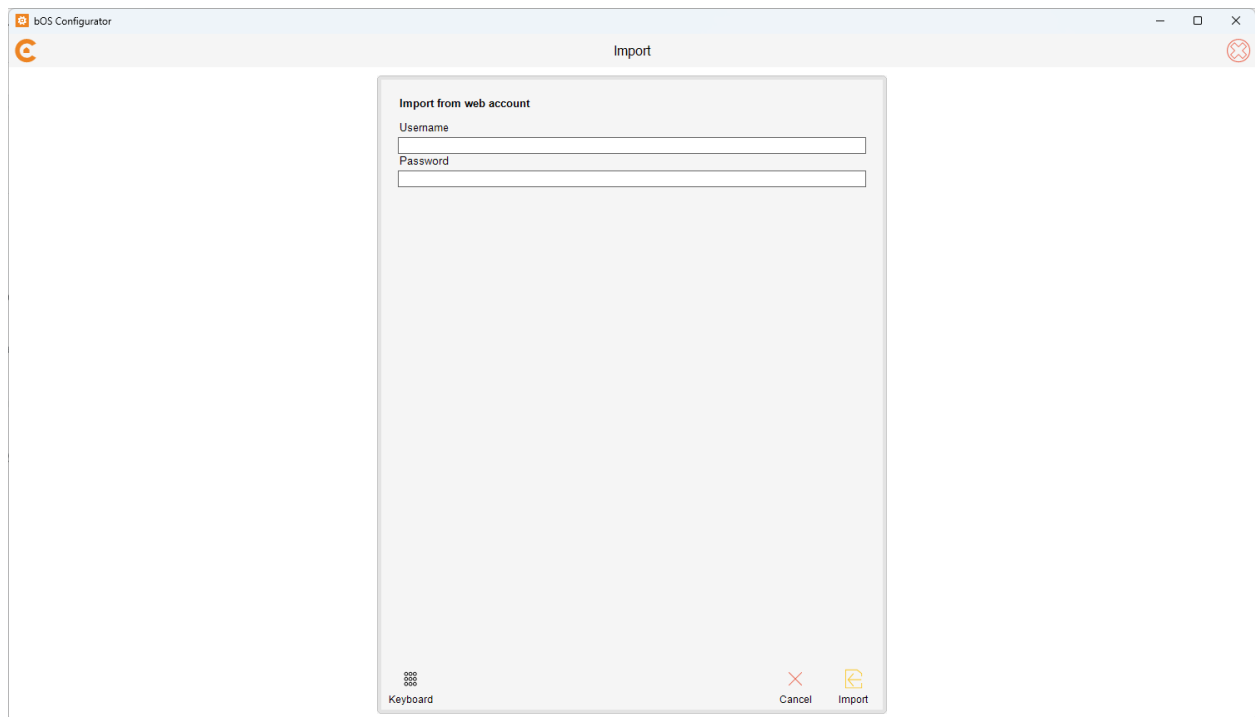 bOS Configurator
Import
Import from web account
Username
Password
Keyboard
Cancel
Import